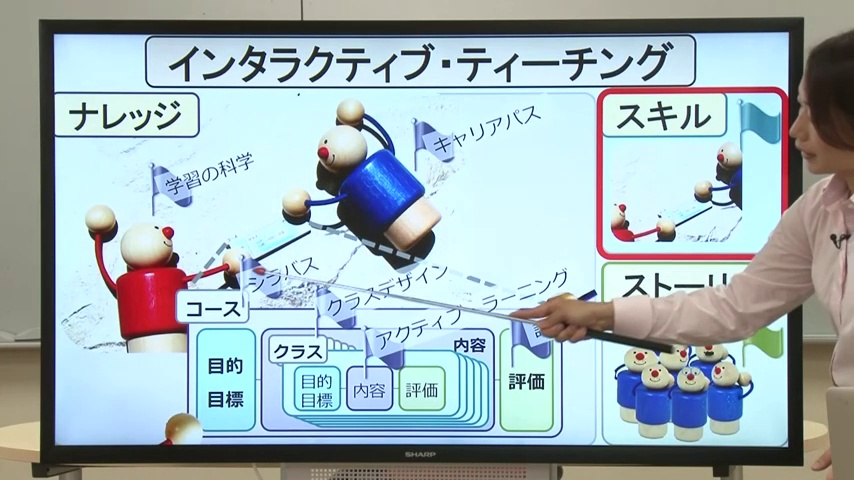 インタラクティブ・ティーチング
ナレッジ
スキル
キャリアパス
学習の科学
シラバス
クラスデザイン
アクティブ ラーニング
ストーリ
コース
目的
目標
クラス
内容
目的
目標
内容
評価
評価
SHARP